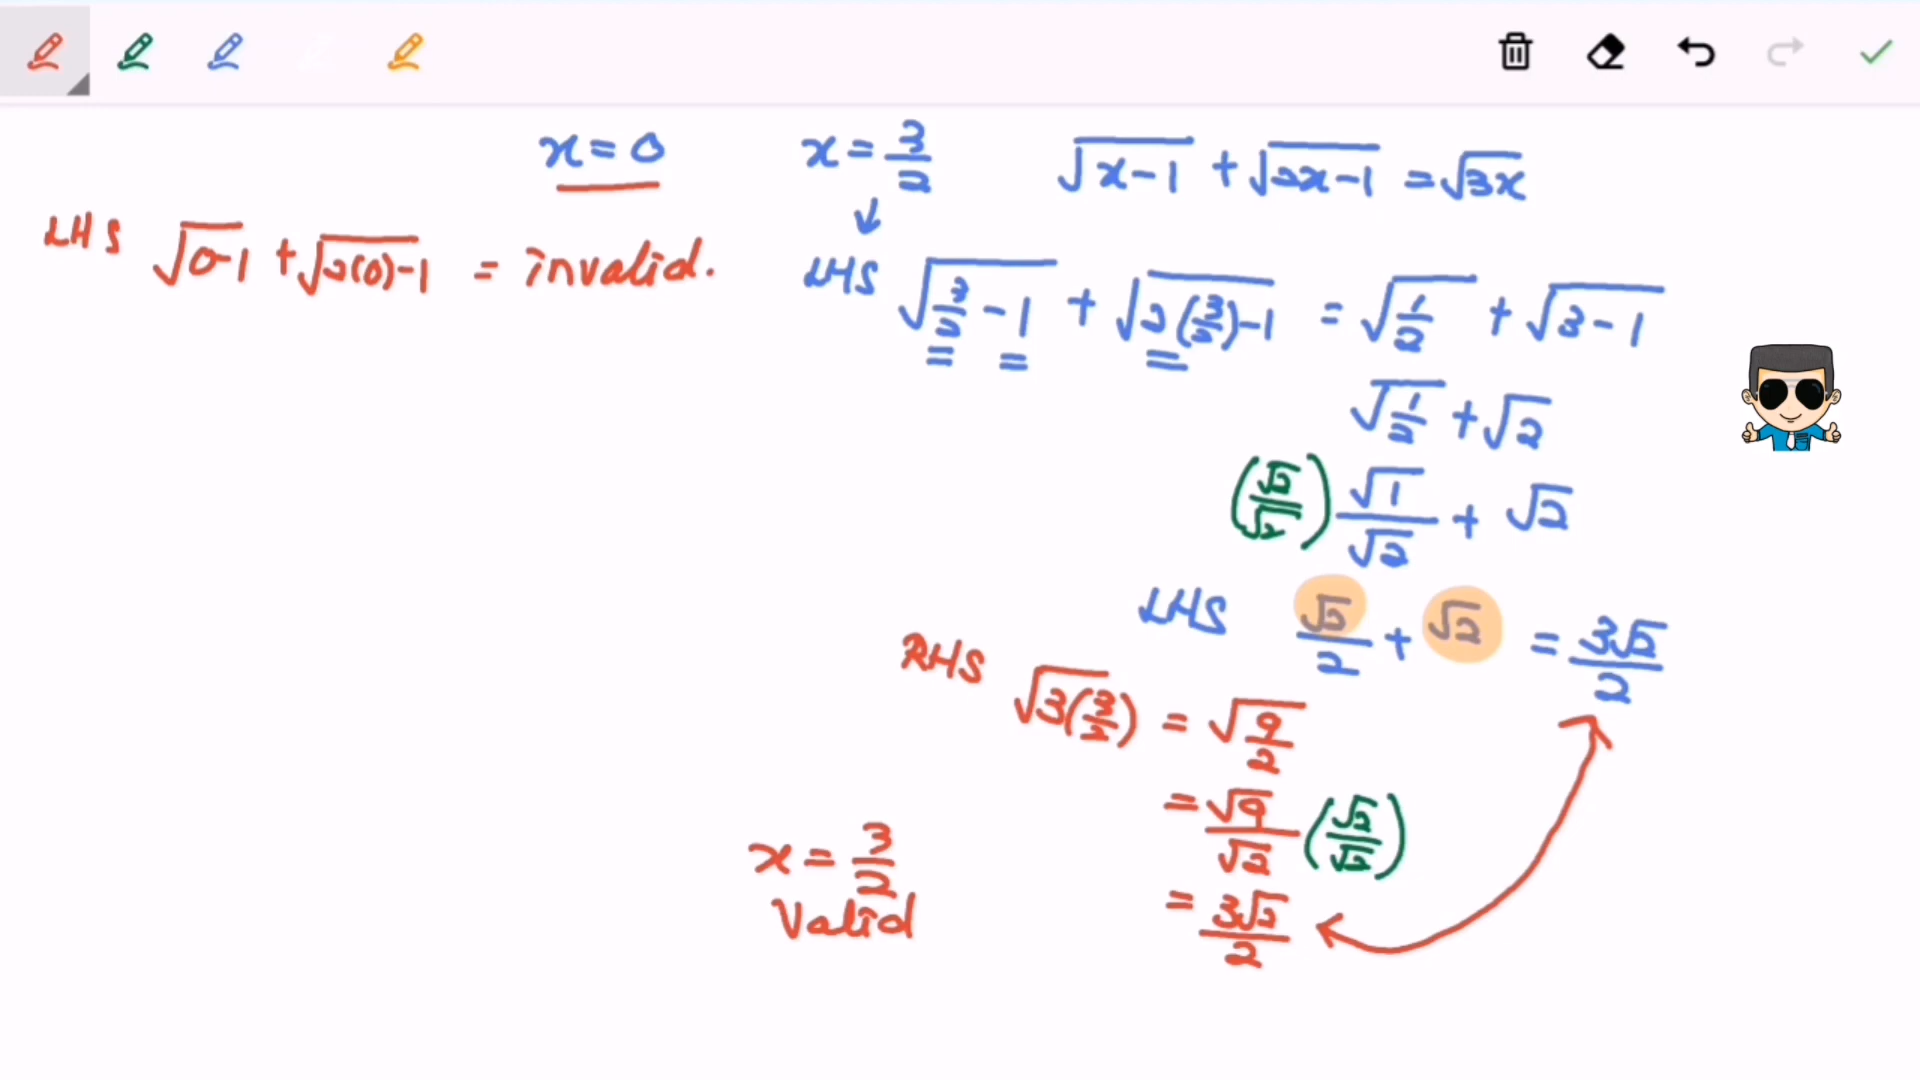 x = 0
x = 3/2
√(x-1) + √(2x-1) = √(3x)
LHS √(0-1) + √(2(0)-1) = invalid.
LHS √(3/2 - 1) + √(2(3/2)-1) = √(1/2) + √(3-1)
√(1/2) + √2
(√2/√2) √1/√2 + √2
LHS √2/2 + √2 = 3√2/2
RHS √(3(3/2)) = √(9/2)
= √9/√2 (√2/√2)
= 3√2/2
x = 3/2
Valid